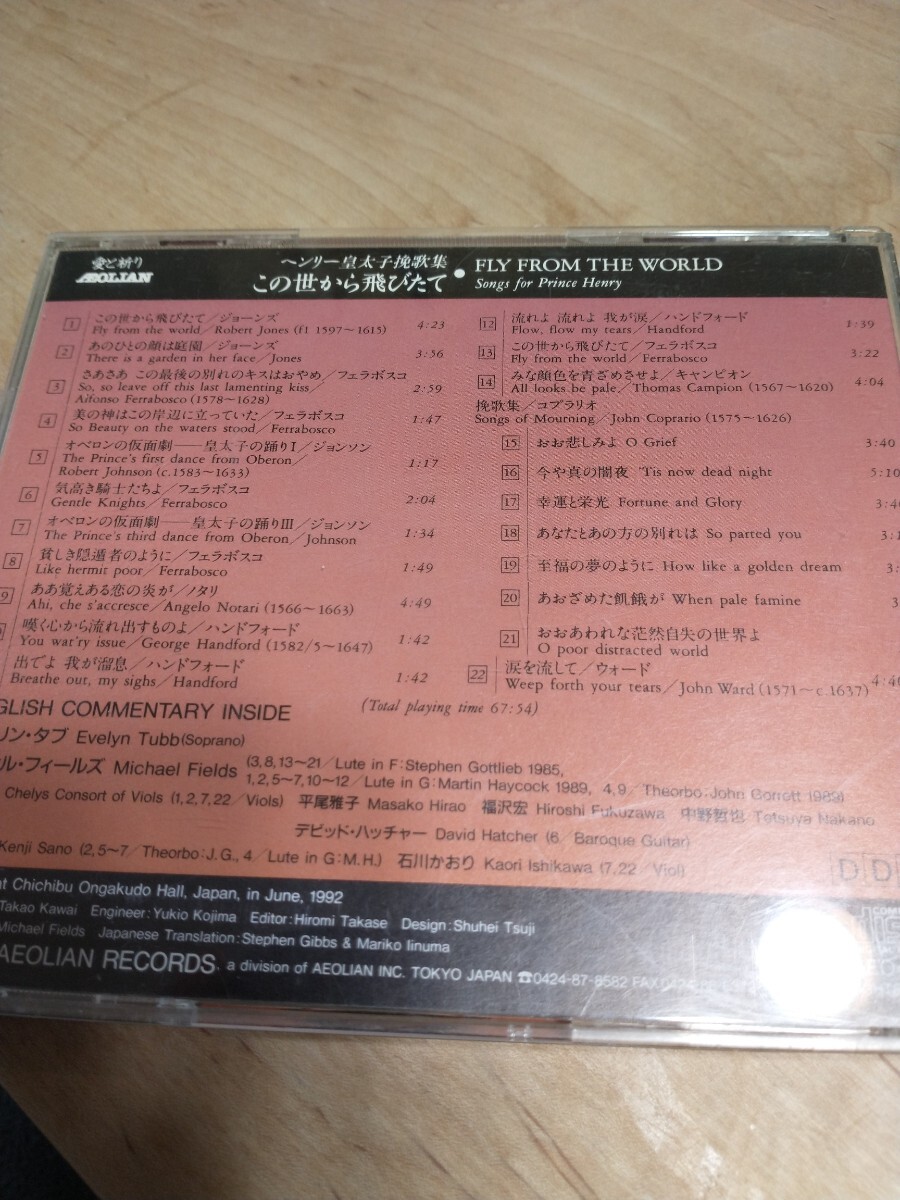 愛と祈り
ÆOLIAN
ヘンリー皇太子挽歌集
この世から飛びたて • FLY FROM THE WORLD
Songs for Prince Henry
1 この世から飛びたて／ジョーンズ
Fly from the world／Robert Jones (fl 1597〜1615) 4:23
2 あのひとの顔は庭園／ジョーンズ
There is a garden in her face／Jones 3:56
3 さあさあ この最後の別れのキスはおやめ／フェラボスコ
So, so leave off this last lamenting kiss／
Alfonso Ferrabosco (1578〜1628) 2:59
4 美の神はこの岸辺に立っていた／フェラボスコ
So Beauty on the waters stood／Ferrabosco 1:47
5 オベロンの仮面劇——皇太子の踊りI／ジョンソン
The Prince's first dance from Oberon／
Robert Johnson (c.1583〜1633) 1:17
6 気高き騎士たちよ／フェラボスコ
Gentle Knights／Ferrabosco 2:04
7 オベロンの仮面劇——皇太子の踊りIII／ジョンソン
The Prince's third dance from Oberon／Johnson 1:34
8 貧しき隠遁者のように／フェラボスコ
Like hermit poor／Ferrabosco 1:49
9 ああ覚えある恋の炎が／ノタリ
Ahi, che s'accresce／Angelo Notari (1566〜1663) 4:49
嘆く心から流れ出すものよ／ハンドフォード
You wat'ry issue／George Handford (1582/5〜1647) 1:42
出でよ 我が溜息／ハンドフォード
Breathe out, my sighs／Handford 1:42
12 流れよ 流れよ 我が涙／ハンドフォード
Flow, flow my tears／Handford 1:39
13 この世から飛びたて／フェラボスコ
Fly from the world／Ferrabosco 3:22
14 みな顔色を青ざめさせよ／キャンピオン
All looks be pale／Thomas Campion (1567〜1620) 4:04
挽歌集／コプラリオ
Songs of Mourning／John Coprario (1575〜1626)
15 おお悲しみよ O Grief 3:40
16 今や真の闇夜 'Tis now dead night 5:10
17 幸運と栄光 Fortune and Glory
18 あなたとあの方の別れは So parted you
19 至福の夢のように How like a golden dream
20 あおざめた飢餓が When pale famine
21 おおあわれな茫然自失の世界よ
O poor distracted world
22 涙を流して／ウォード
Weep forth your tears／John Ward (1571〜c.1637)
GLISH COMMENTARY INSIDE (Total playing time 67:54)
リン・タブ Evelyn Tubb (Soprano)
ル・フィールズ Michael Fields (3,8,13〜21／Lute in F:Stephen Gottlieb 1985,
1,2,5〜7,10〜12／Lute in G:Martin Haycock 1989, 4,9／Theorbo:John Gorrott 1989)
Chelys Consort of Viols (1,2,7,22／Viols) 平尾雅子 Masako Hirao 福沢宏 Hiroshi Fukuzawa 中野哲也 Tetsuya Nakano
デビッド・ハッチャー David Hatcher (6／Baroque Guitar)
Kenji Sano (2,5〜7／Theorbo:J.G., 4／Lute in G:M.H.) 石川かおり Kaori Ishikawa (7,22／Viol)
D D
at Chichibu Ongakudo Hall, Japan, in June, 1992
Takao Kawai Engineer:Yukio Kojima Editor:Hiromi Takase Design:Shuhei Tsuji
Michael Fields Japanese Translation:Stephen Gibbs & Mariko Iinuma
AEOLIAN RECORDS, a division of AEOLIAN INC. TOKYO JAPAN ☎0424-87-8582